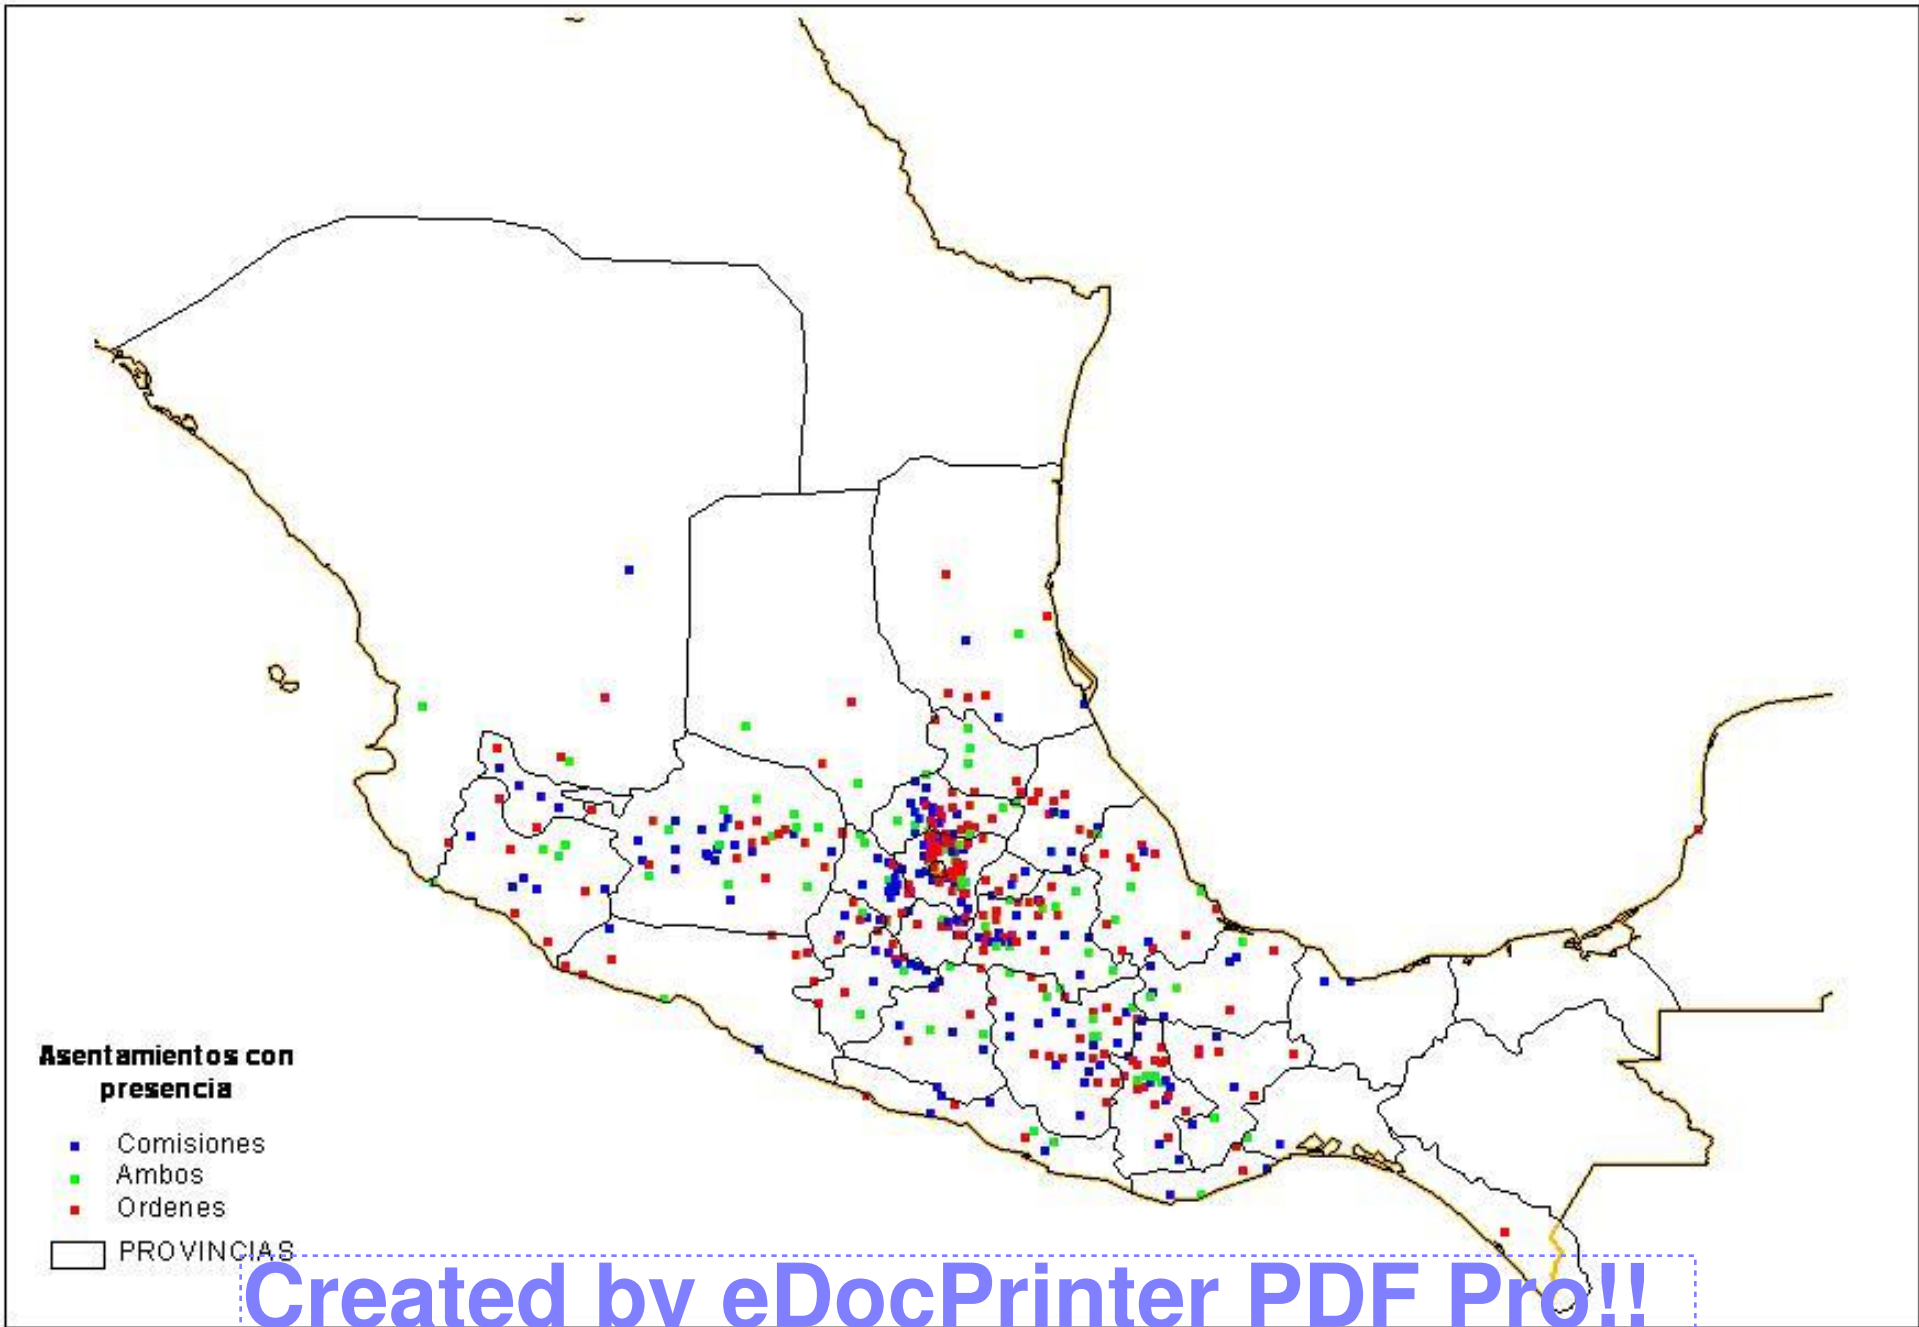 Asentamientos con
presencia
Comisiones
Ambos
Ordenes
PROVINCIAS
Created by eDocPrinter PDF Pro!!